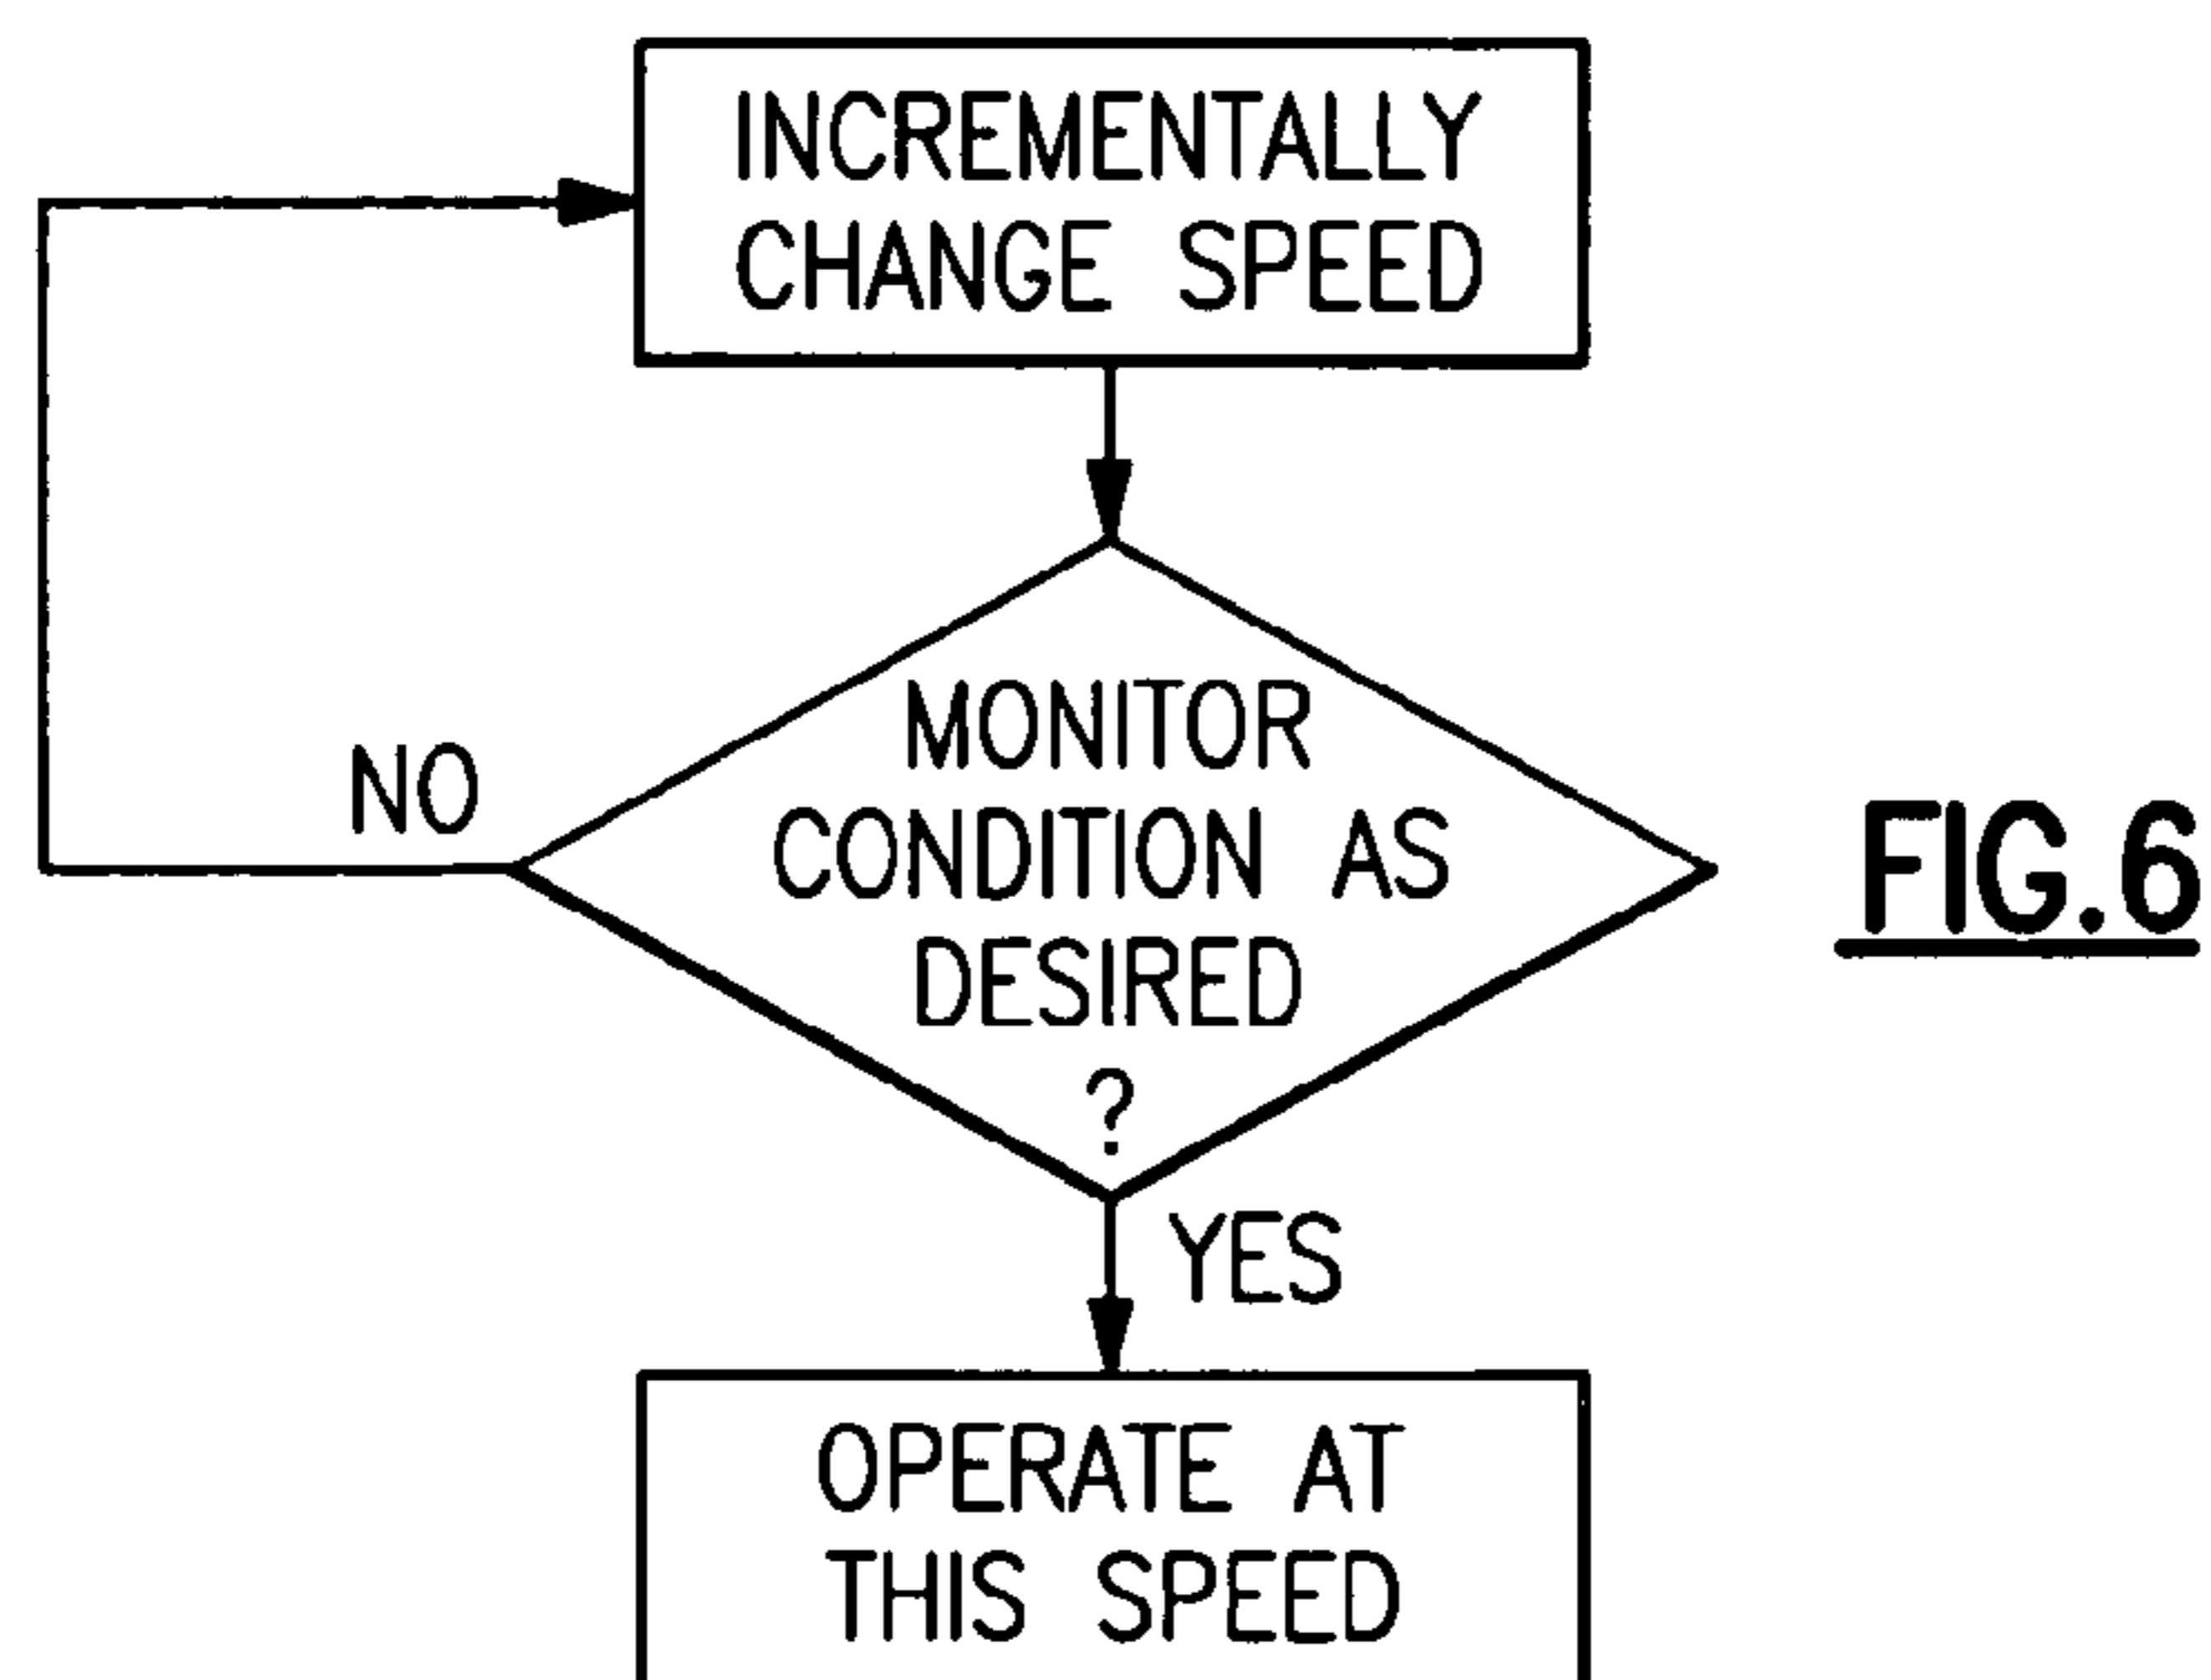 INCREMENTALLY
CHANGE SPEED
NO
MONITOR
CONDITION AS
DESIRED
?
FIG.6
YES
OPERATE AT
THIS SPEED